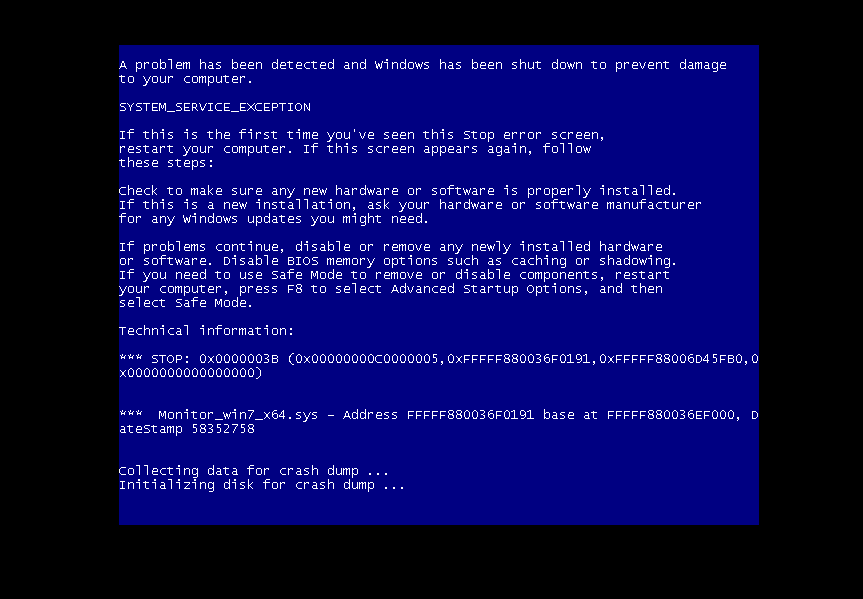 A problem has been detected and Windows has been shut down to prevent damage
to your computer.
SYSTEM_SERVICE_EXCEPTION
If this is the first time you've seen this Stop error screen,
restart your computer. If this screen appears again, follow
these steps:
Check to make sure any new hardware or software is properly installed.
If this is a new installation, ask your hardware or software manufacturer
for any Windows updates you might need.
If problems continue, disable or remove any newly installed hardware
or software. Disable BIOS memory options such as caching or shadowing.
If you need to use Safe Mode to remove or disable components, restart
your computer, press F8 to select Advanced Startup Options, and then
select Safe Mode.
Technical information:
*** STOP: 0x0000003B (0x00000000C0000005,0xFFFFF880036F0191,0xFFFFF88006D45FB0,0
x0000000000000000)
***  Monitor_win7_x64.sys - Address FFFFF880036F0191 base at FFFFF880036EF000, D
ateStamp 58352758
Collecting data for crash dump ...
Initializing disk for crash dump ...